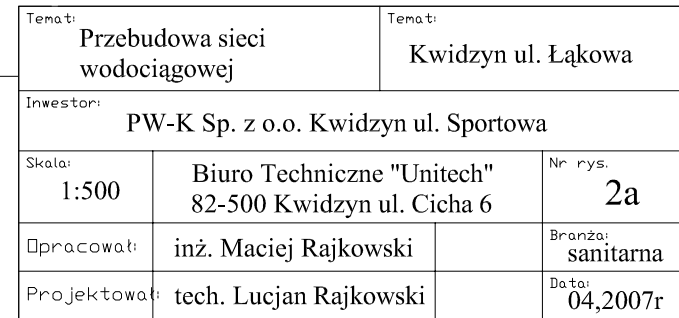 Temat:
Przebudowa sieci
wodociągowej
Temat:
Kwidzyn ul. Łąkowa
Inwestor:
PW-K Sp. z o.o. Kwidzyn ul. Sportowa
Skala:
1:500
Biuro Techniczne "Unitech"
82-500 Kwidzyn ul. Cicha 6
Nr rys.
2a
Opracował:
inż. Maciej Rajkowski
Branża:
sanitarna
Projektował:
tech. Lucjan Rajkowski
Data:
04,2007r